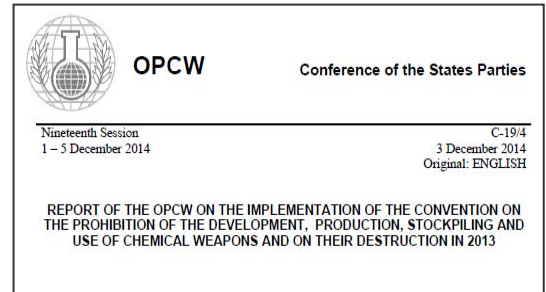 OPCW
Conference of the States Parties
Nineteenth Session
C-19/4
1 – 5 December 2014
3 December 2014
Original: ENGLISH
REPORT OF THE OPCW ON THE IMPLEMENTATION OF THE CONVENTION ON
THE PROHIBITION OF THE DEVELOPMENT, PRODUCTION, STOCKPILING AND
USE OF CHEMICAL WEAPONS AND ON THEIR DESTRUCTION IN 2013